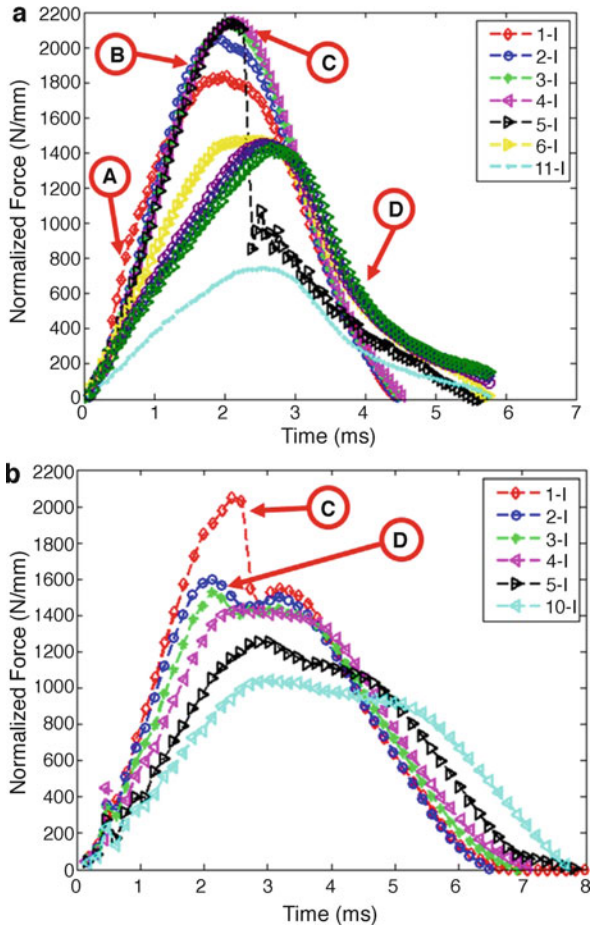 a
Normalized Force (N/mm)
2200
2000
1800
1600
1400
1200
1000
800
600
400
200
0
0
1
2
3
4
5
6
7
Time (ms)
A
B
C
D
1-I
2-I
3-I
4-I
5-I
6-I
11-I
b
Normalized Force (N/mm)
2200
2000
1800
1600
1400
1200
1000
800
600
400
200
0
0
1
2
3
4
5
6
7
8
Time (ms)
C
D
1-I
2-I
3-I
4-I
5-I
10-I